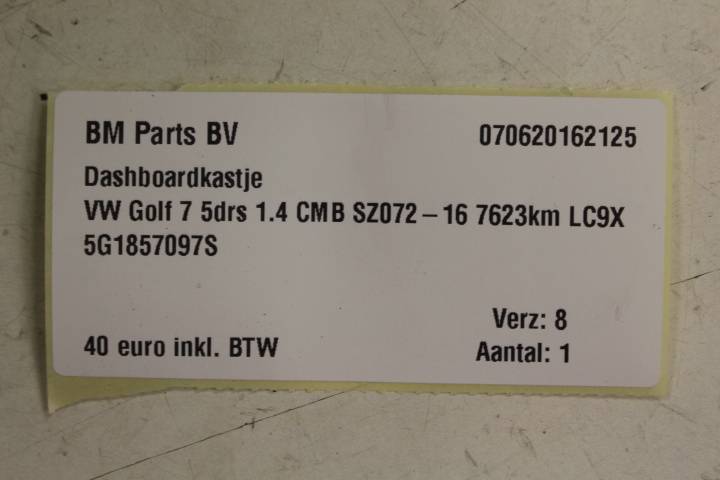 BM Parts BV 070620162125
Dashboardkastje
VW Golf 7 5drs 1.4 CMB SZ072 – 16 7623km LC9X
5G1857097S
Verz: 8
40 euro inkl. BTW Aantal: 1